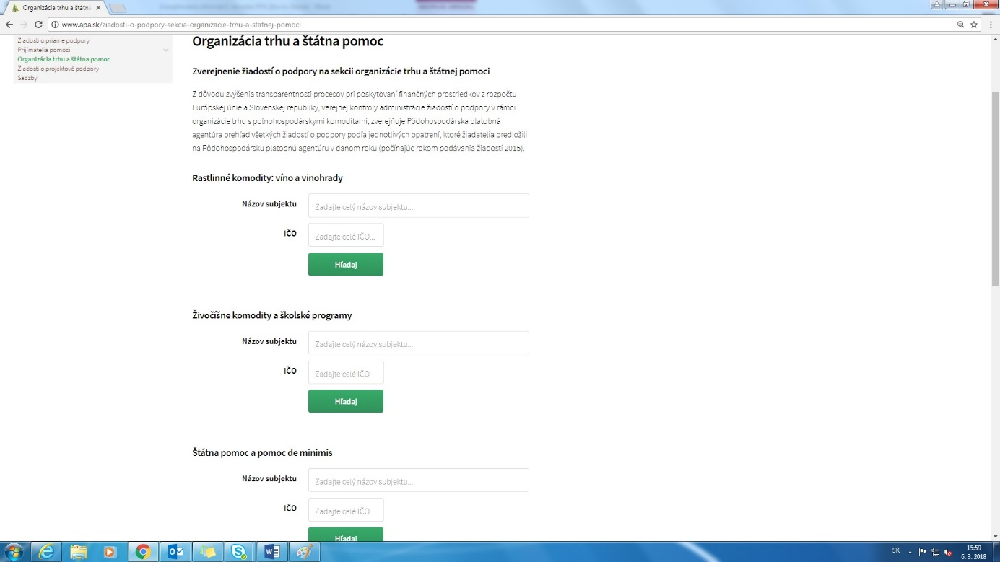 Organizácia trhu a štátna
www.apa.sk/ziadosti-o-podpory-sekcia-organizacie-trhu-a-statnej-pomoci
Žiadosti o priame podpory
Prijímatelia pomoci
Organizácia trhu a štátna pomoc
Žiadosti o projektové podpory
Sadzby
Organizácia trhu a štátna pomoc
Zverejnenie žiadostí o podpory na sekcii organizácie trhu a štátnej pomoci
Z dôvodu zvýšenia transparentnosti procesov pri poskytovaní finančných prostriedkov z rozpočtu
Európskej únie a Slovenskej republiky, verejnej kontroly administrácie žiadostí o podpory v rámci
organizácie trhu s poľnohospodárskymi komoditami, zverejňuje Pôdohospodárska platobná
agentúra prehľad všetkých žiadostí o podpory podľa jednotlivých opatrení, ktoré žiadatelia predložili
na Pôdohospodársku platobnú agentúru v danom roku (počínajúc rokom podávania žiadostí 2015).
Rastlinné komodity: víno a vinohrady
Názov subjektu
Zadajte celý názov subjektu...
IČO
Zadajte celé IČO...
Hľadaj
Živočíšne komodity a školské programy
Názov subjektu
Zadajte celý názov subjektu...
IČO
Zadajte celé IČO
Hľadaj
Štátna pomoc a pomoc de minimis
Názov subjektu
Zadajte celý názov subjektu...
IČO
Zadajte celé IČO
Hľadaj
SK
15:59
6. 3. 2018